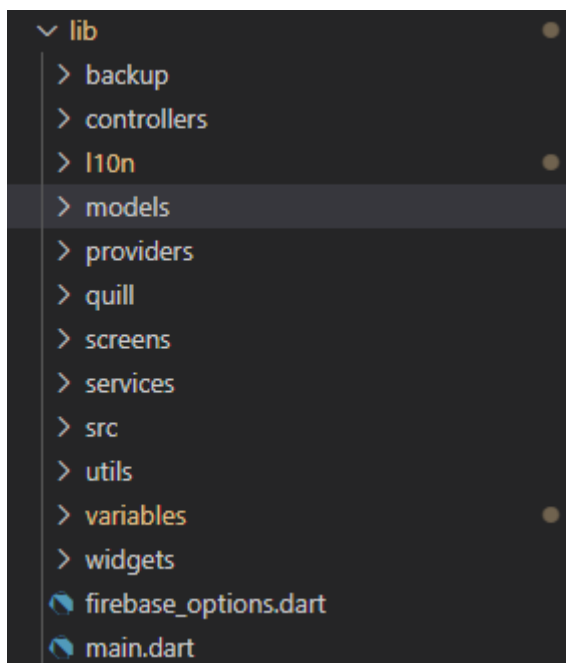 lib
backup
controllers
l10n
models
providers
quill
screens
services
src
utils
variables
widgets
firebase_options.dart
main.dart